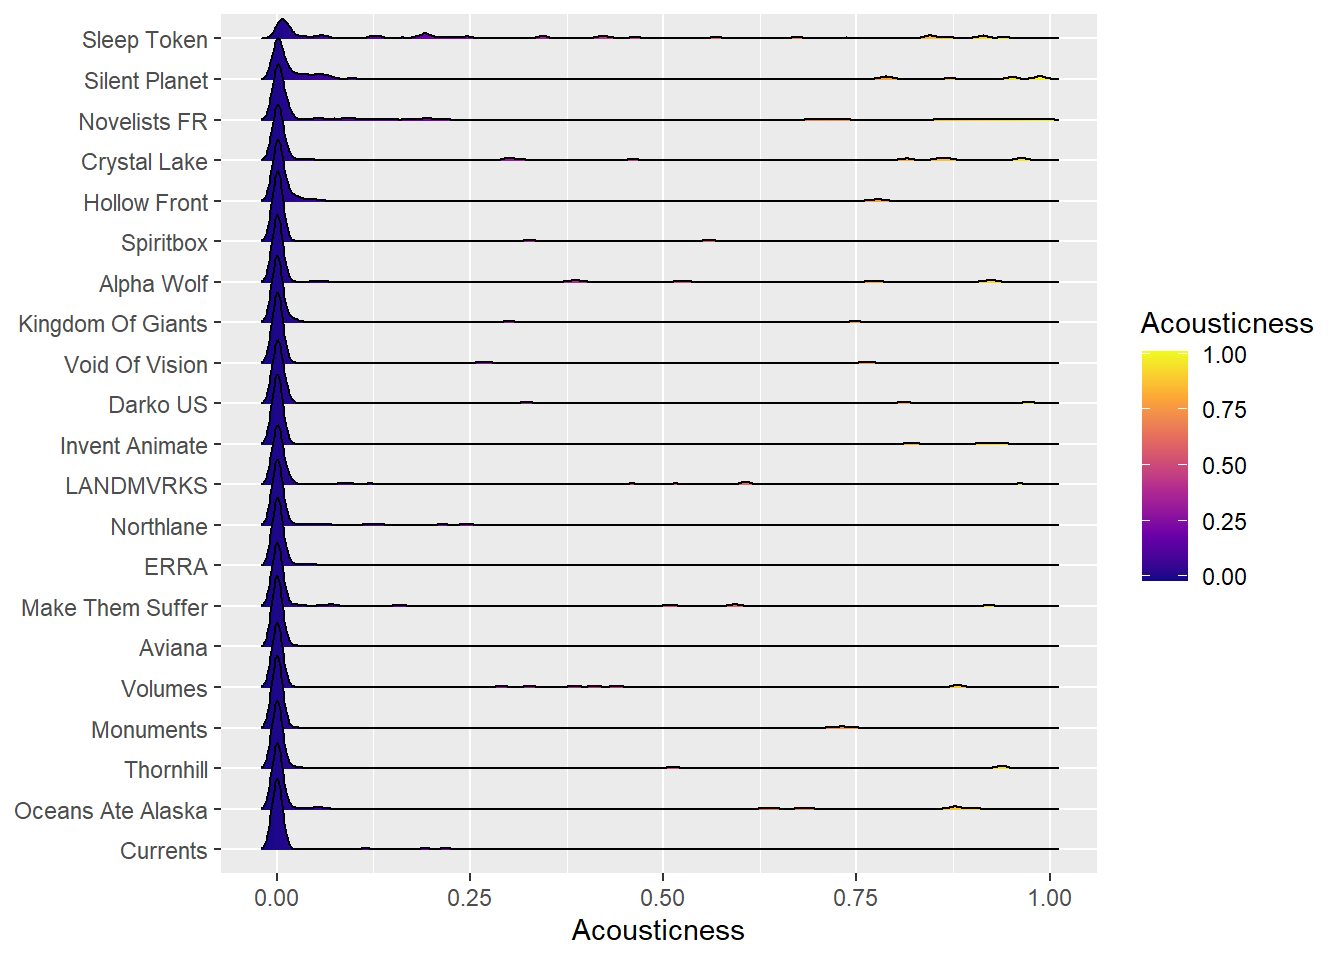 Sleep Token
Silent Planet
Novelists FR
Crystal Lake
Hollow Front
Spiritbox
Alpha Wolf
Kingdom Of Giants
Void Of Vision
Darko US
Invent Animate
LANDMVRKS
Northlane
ERRA
Make Them Suffer
Aviana
Volumes
Monuments
Thornhill
Oceans Ate Alaska
Currents
0.00 0.25 0.50 0.75 1.00
Acousticness
Acousticness
1.00
0.75
0.50
0.25
0.00